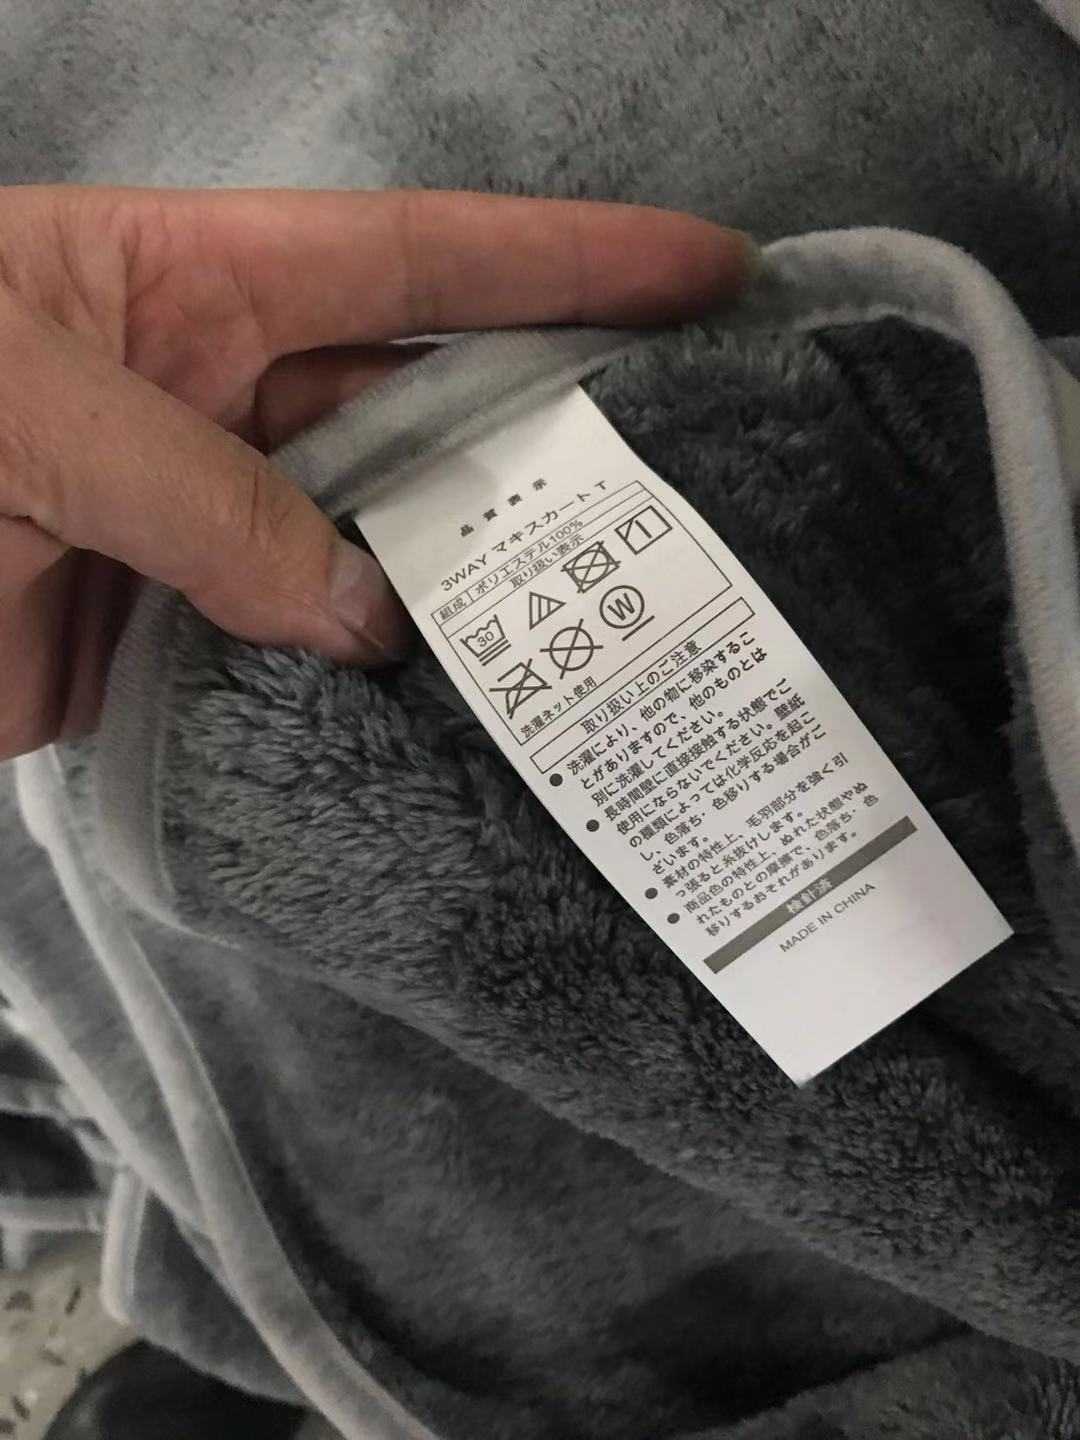 品質表示
3WAY マキスカート T
組成 ポリエステル100%
取り扱い表示
30
W
洗濯ネット使用
取り扱い上のご注意
● 洗濯により、他の物に移染するこ
とがありますので、他のものとは
別に洗濯してください。
● 長時間壁に直接接触する状態でご
使用にならないでください。壁紙
の種類によっては化学反応を起こ
し、色落ち・色移りする場合がご
ざいます。
● 素材の特性上、毛羽部分を強く引
っ張ると糸抜けします。
● 商品色の特性上、ぬれた状態やぬ
れたものとの摩擦で、色落ち・色
移りするおそれがあります。
検針済
MADE IN CHINA